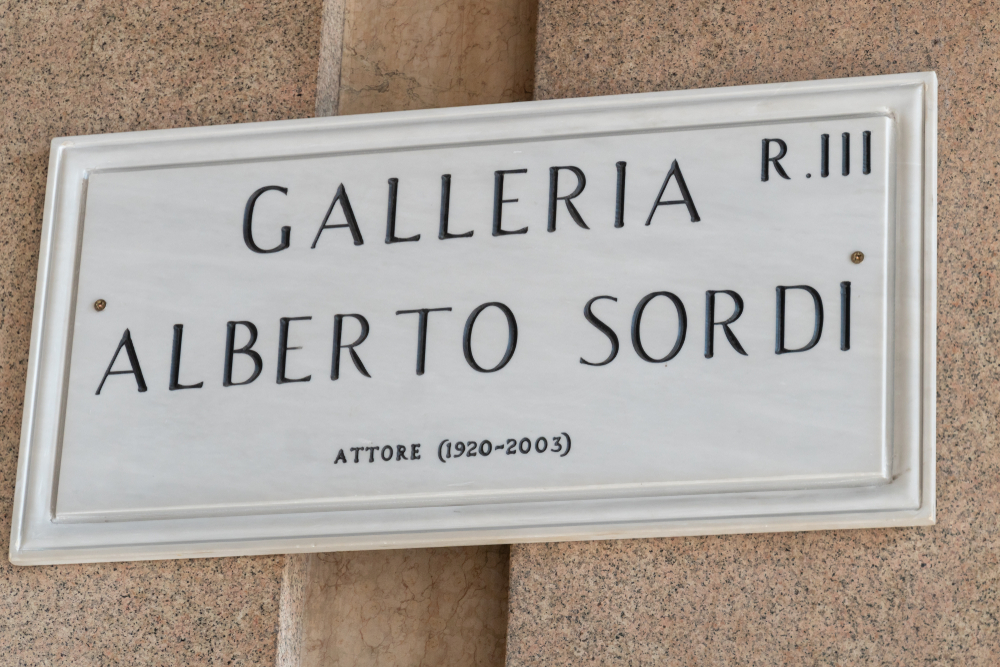 R.III
GALLERIA
ALBERTO SORDI
ATTORE (1920-2003)